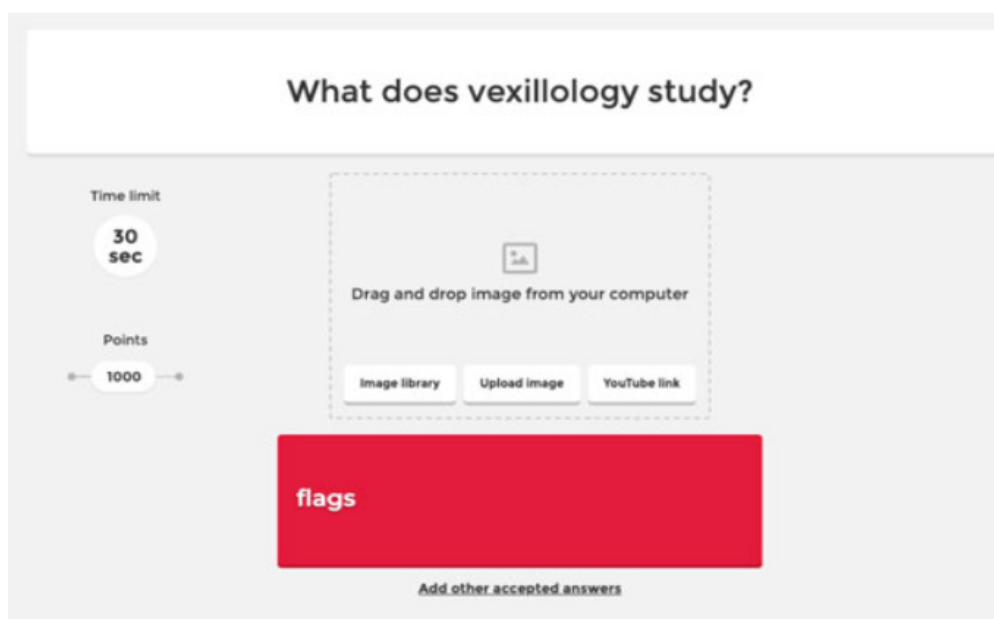 What does vexillology study?
Time limit
30
sec
Drag and drop image from your computer
Points
1000
Image library
Upload image
YouTube link
flags
Add other accepted answers